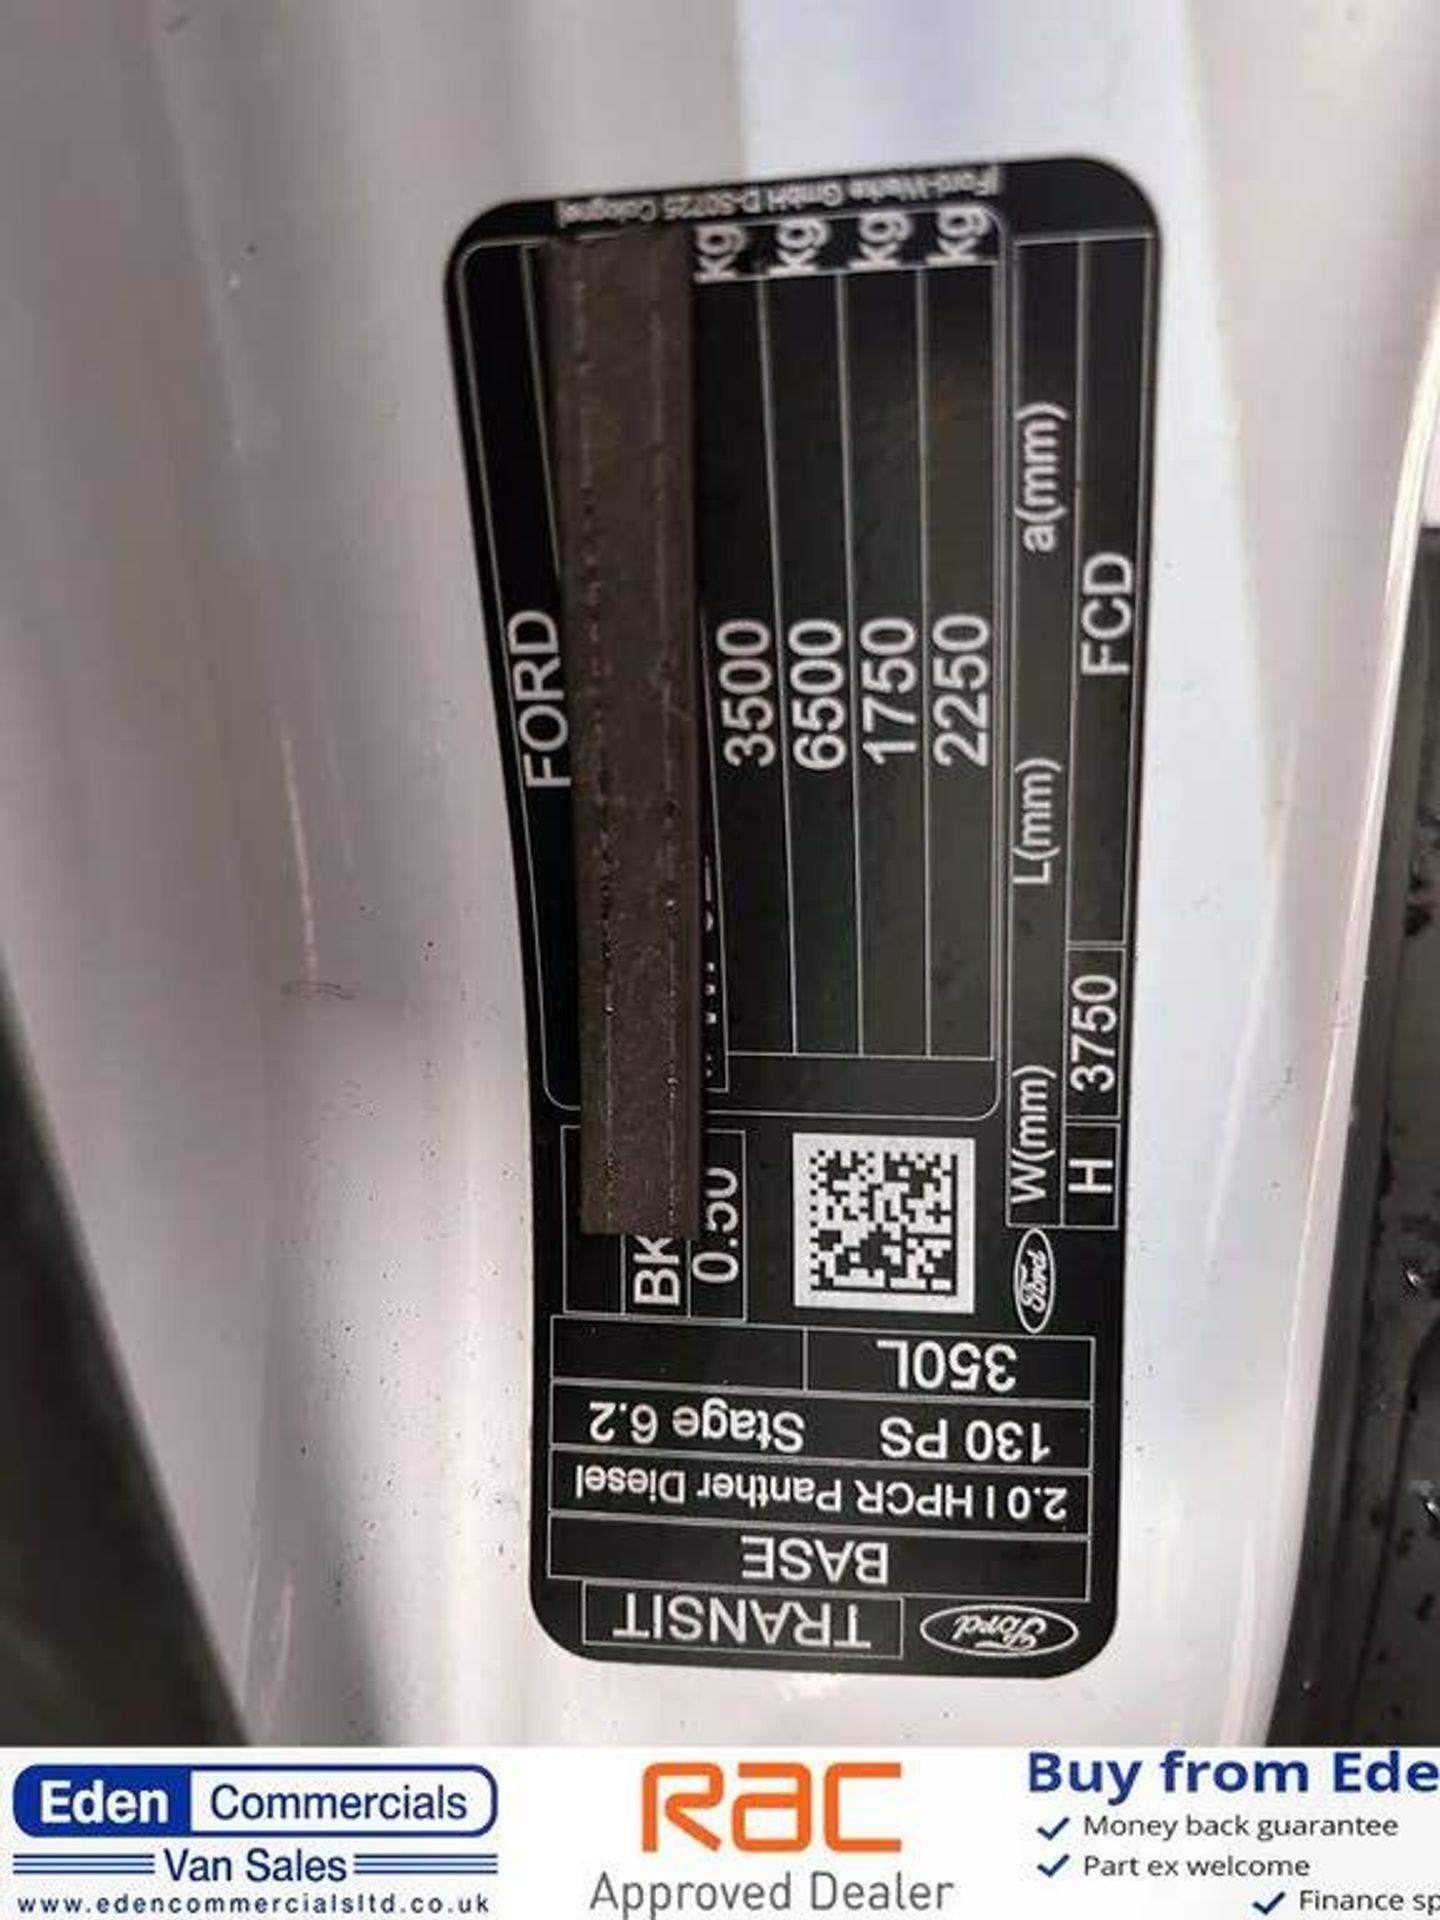 [Ford-Werke GmbH D-50725 Cologne]
FORD
3500 kg
6500 kg
1750 kg
2250 kg
W(mm) L(mm) a(mm)
H 3750 FCD
BK
0.50
Ford
Ford
TRANSIT
BASE
2.0 l HPCR Panther Diesel
130 PS Stage 6.2
350L
Eden Commercials
Van Sales
www.edencommercialsltd.co.uk
RAC
Approved Dealer
Buy from Ede
Money back guarantee
Part ex welcome
Finance sp